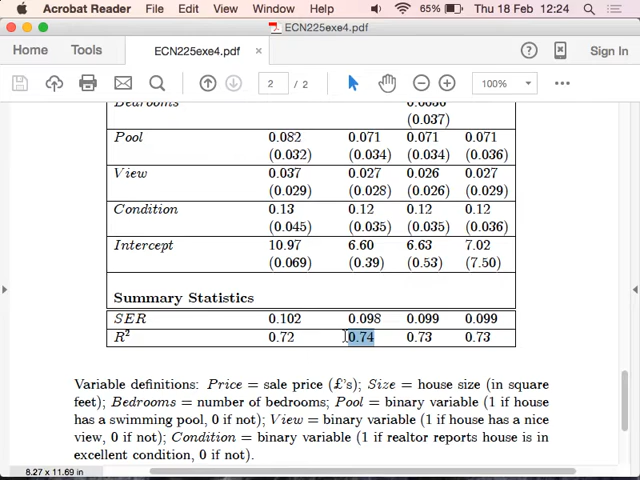 Acrobat Reader File Edit View Window Help 65% Thu 18 Feb 12:24
ECN225exe4.pdf
Home Tools ECN225exe4.pdf × ? Sign In
2 / 2 100%
Bedrooms 0.0036
(0.037)
Pool 0.082 0.071 0.071 0.071
(0.032) (0.034) (0.034) (0.036)
View 0.037 0.027 0.026 0.027
(0.029) (0.028) (0.026) (0.029)
Condition 0.13 0.12 0.12 0.12
(0.045) (0.035) (0.035) (0.036)
Intercept 10.97 6.60 6.63 7.02
(0.069) (0.39) (0.53) (7.50)
Summary Statistics
SER 0.102 0.098 0.099 0.099
R² 0.72 0.74 0.73 0.73
Variable definitions: Price = sale price (£'s); Size = house size (in square
feet); Bedrooms = number of bedrooms; Pool = binary variable (1 if house
has a swimming pool, 0 if not); View = binary variable (1 if house has a nice
view, 0 if not); Condition = binary variable (1 if realtor reports house is in
excellent condition, 0 if not).
8.27 x 11.69 in